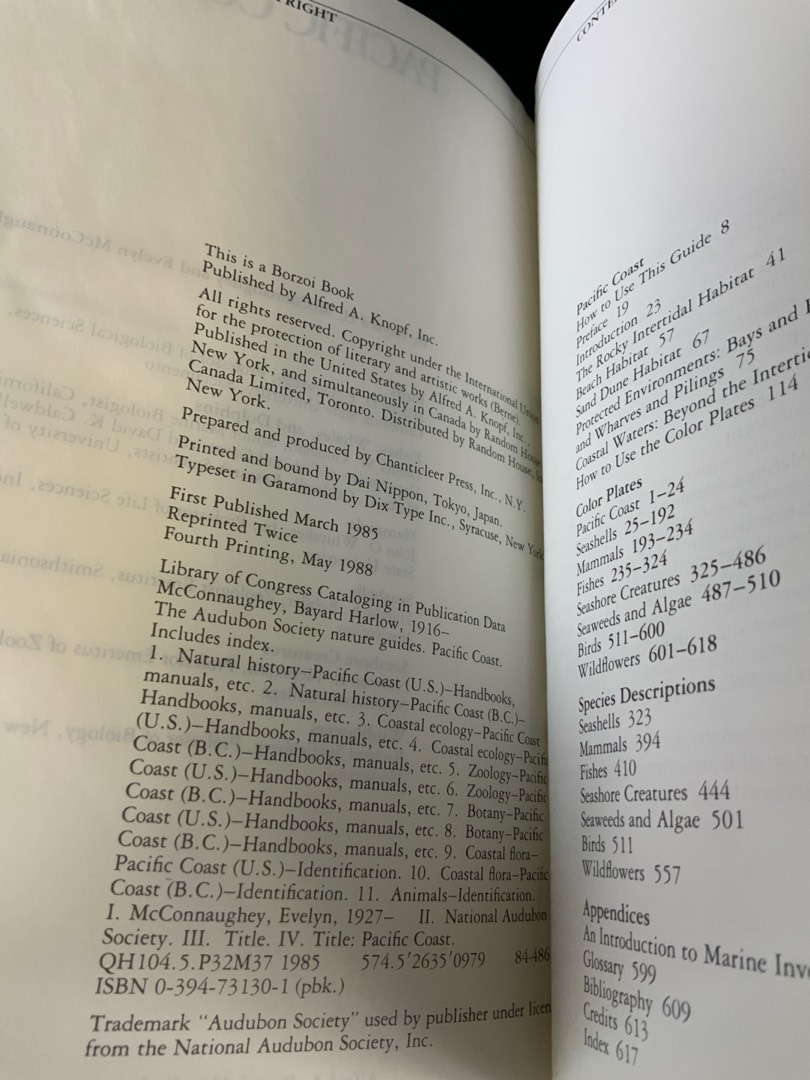 RIGHT
This is a Borzoi Book
Published by Alfred A. Knopf, Inc.
All rights reserved. Copyright under the International Union
for the protection of literary and artistic works (Berne).
Published in the United States by Alfred A. Knopf, Inc.,
New York, and simultaneously in Canada by Random House
Canada Limited, Toronto. Distributed by Random House,
New York.
Prepared and produced by Chanticleer Press, Inc., N.Y.
Printed and bound by Dai Nippon, Tokyo, Japan.
Typeset in Garamond by Dix Type Inc., Syracuse, New York
First Published March 1985
Reprinted Twice
Fourth Printing, May 1988
Library of Congress Cataloging in Publication Data
McConnaughey, Bayard Harlow, 1916–
The Audubon Society nature guides. Pacific Coast.
Includes index.
1. Natural history–Pacific Coast (U.S.)–Handbooks,
manuals, etc. 2. Natural history–Pacific Coast (B.C.)–
Handbooks, manuals, etc. 3. Coastal ecology–Pacific Coast
(U.S.)–Handbooks, manuals, etc. 4. Coastal ecology–Pacific
Coast (B.C.)–Handbooks, manuals, etc. 5. Zoology–Pacific
Coast (U.S.)–Handbooks, manuals, etc. 6. Zoology–Pacific
Coast (B.C.)–Handbooks, manuals, etc. 7. Botany–Pacific
Coast (U.S.)–Handbooks, manuals, etc. 8. Botany–Pacific
Coast (B.C.)–Handbooks, manuals, etc. 9. Coastal flora–
Pacific Coast (U.S.)–Identification. 10. Coastal flora–Pacific
Coast (B.C.)–Identification. 11. Animals–Identification.
I. McConnaughey, Evelyn, 1927– II. National Audubon
Society. III. Title. IV. Title: Pacific Coast.
QH104.5.P32M37 1985 574.5'2635'0979 84-486
ISBN 0-394-73130-1 (pbk.)
Trademark “Audubon Society” used by publisher under licen
from the National Audubon Society, Inc.
CONTE
Pacific Coast
How to Use This Guide 8
Preface 19
Introduction 23
The Rocky Intertidal Habitat 41
Beach Habitat 57
Sand Dune Habitat 67
Protected Environments: Bays and
and Wharves and Pilings 75
Coastal Waters: Beyond the Interti
How to Use the Color Plates 114
Color Plates
Pacific Coast 1–24
Seashells 25–192
Mammals 193–234
Fishes 235–324
Seashore Creatures 325–486
Seaweeds and Algae 487–510
Birds 511–600
Wildflowers 601–618
Species Descriptions
Seashells 323
Mammals 394
Fishes 410
Seashore Creatures 444
Seaweeds and Algae 501
Birds 511
Wildflowers 557
Appendices
An Introduction to Marine Inv
Glossary 599
Bibliography 609
Credits 613
Index 617